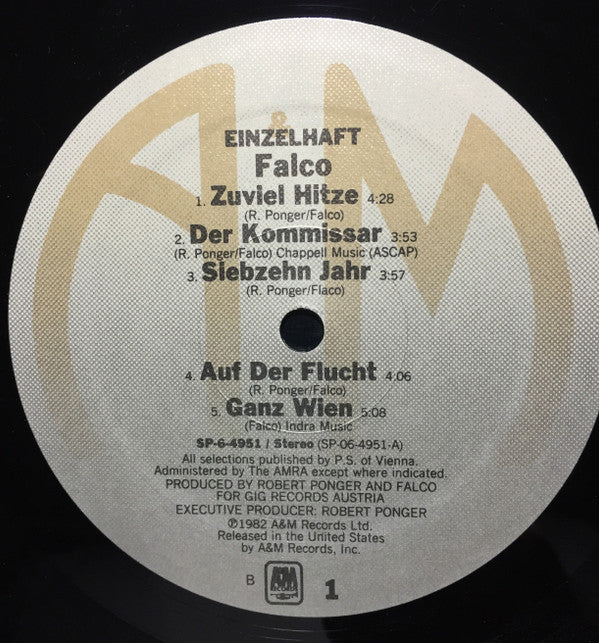 A&M
EINZELHAFT
Falco
1. Zuviel Hitze 4:28
(R. Ponger/Falco)
2. Der Kommissar 3:53
(R. Ponger/Falco) Chappell Music (ASCAP)
3. Siebzehn Jahr 3:57
(R. Ponger/Flaco)
4. Auf Der Flucht 4.06
(R. Ponger/Falco)
5. Ganz Wien 5:08
(Falco) Indra Music
SP-6-4951 / Stereo (SP-06-4951-A)
All selections published by P.S. of Vienna.
Administered by The AMRA except where indicated.
PRODUCED BY ROBERT PONGER AND FALCO
FOR GIG RECORDS AUSTRIA
EXECUTIVE PRODUCER: ROBERT PONGER
℗1982 A&M Records Ltd.
Released in the United States
by A&M Records, Inc.
B A&M RECORDS 1